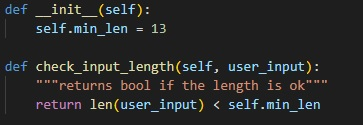 def __init__(self):
    self.min_len = 13

def check_input_length(self, user_input):
    """returns bool if the length is ok"""
    return len(user_input) < self.min_len